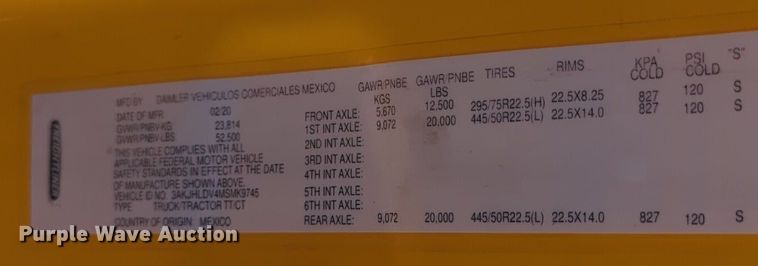 FREIGHTLINER
MFD BY DAIMLER VEHICULOS COMERCIALES MEXICO
DATE OF MFR 02/20
GVWR/PNBV-KG 23,814
GVWR/PNBV-LBS 52,500
THIS VEHICLE COMPLIES WITH ALL
APPLICABLE FEDERAL MOTOR VEHICLE
SAFETY STANDARDS IN EFFECT AT THE DATE
OF MANUFACTURE SHOWN ABOVE.
VEHICLE ID NO. 3AKJHLDV4MSMK9745
TYPE TRUCK/TRACTOR TT/CT
COUNTRY OF ORIGIN: MEXICO
GAWR/PNBE KGS GAWR/PNBE LBS TIRES RIMS KPA COLD PSI COLD "S"
FRONT AXLE: 5,670 12,500 295/75R22.5(H) 22.5X8.25 827 120 S
1ST INT AXLE: 9,072 20,000 445/50R22.5(L) 22.5X14.0 827 120 S
2ND INT AXLE:
3RD INT AXLE:
4TH INT AXLE:
5TH INT AXLE:
6TH INT AXLE:
REAR AXLE: 9,072 20,000 445/50R22.5(L) 22.5X14.0 827 120 S
Purple Wave Auction